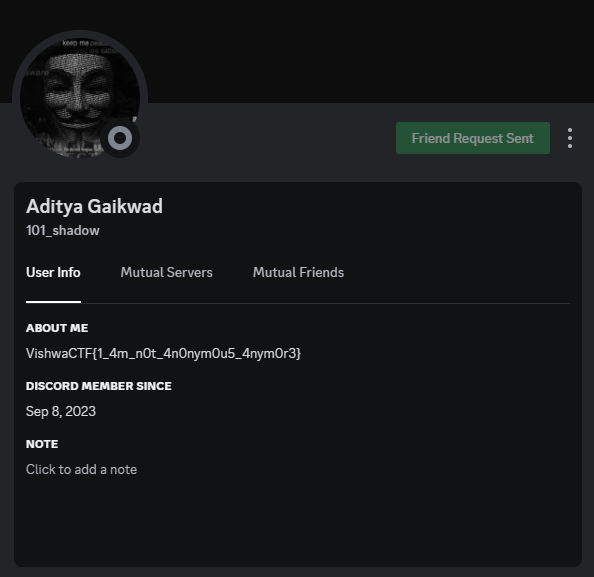 keep me
Friend Request Sent
Aditya Gaikwad
101_shadow
User Info Mutual Servers Mutual Friends
ABOUT ME
VishwaCTF{1_4m_n0t_4n0nym0u5_4nym0r3}
DISCORD MEMBER SINCE
Sep 8, 2023
NOTE
Click to add a note